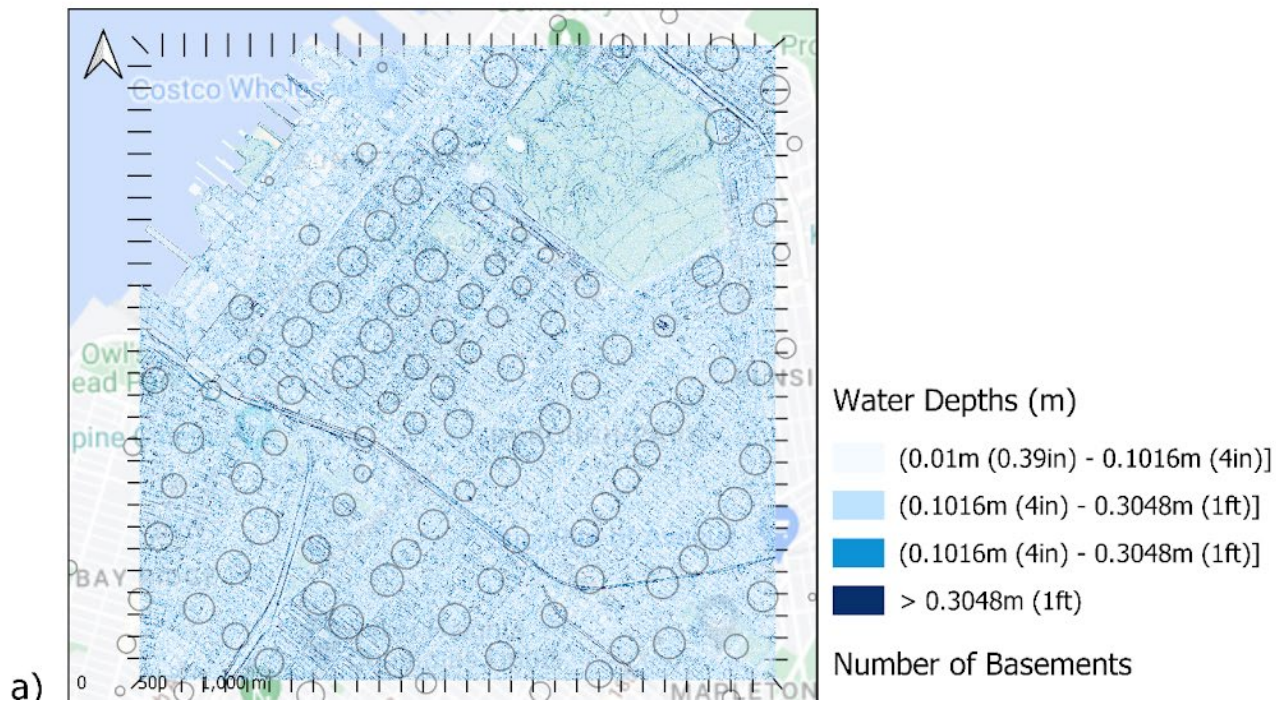 Pro
Costco Wholesale
Owl's
ead P
pine
NSI
BAY
MAPLETON
0 500 1,000 m
a)
Water Depths (m)
(0.01m (0.39in) - 0.1016m (4in)]
(0.1016m (4in) - 0.3048m (1ft)]
(0.1016m (4in) - 0.3048m (1ft)]
> 0.3048m (1ft)
Number of Basements